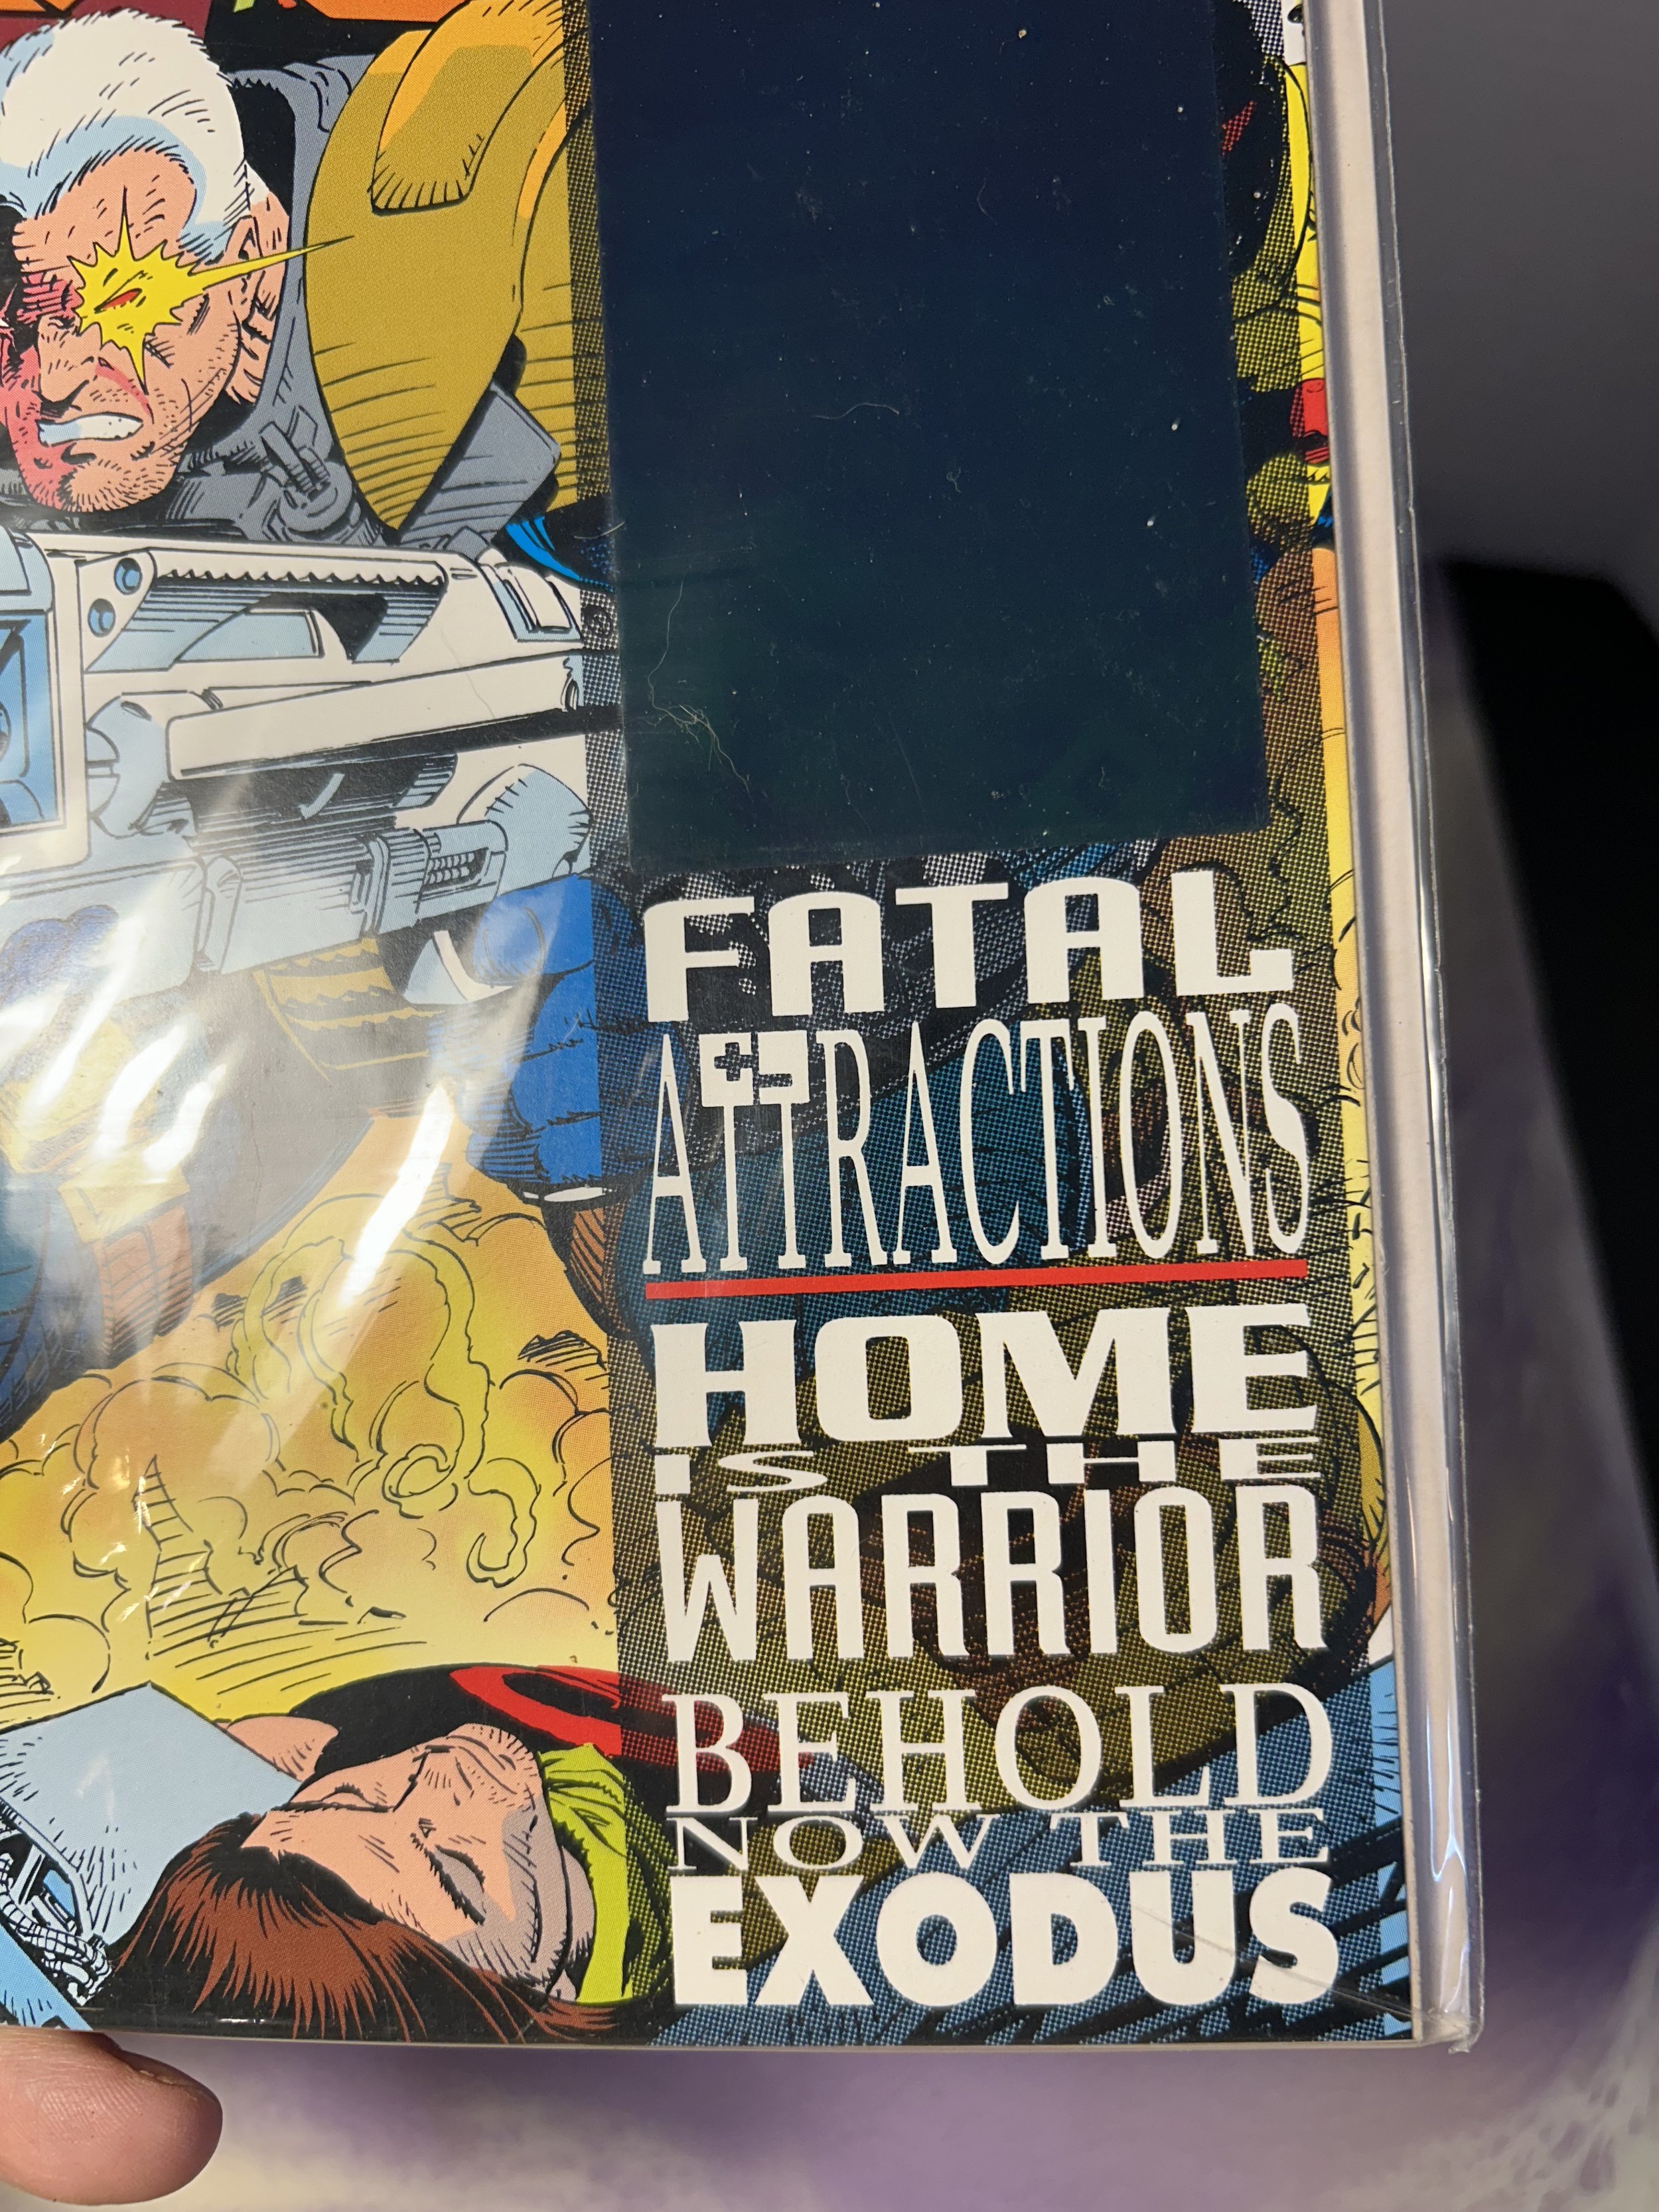 FATAL
ATTRACTIONS
HOME
IS THE
WARRIOR
BEHOLD
NOW THE
EXODUS